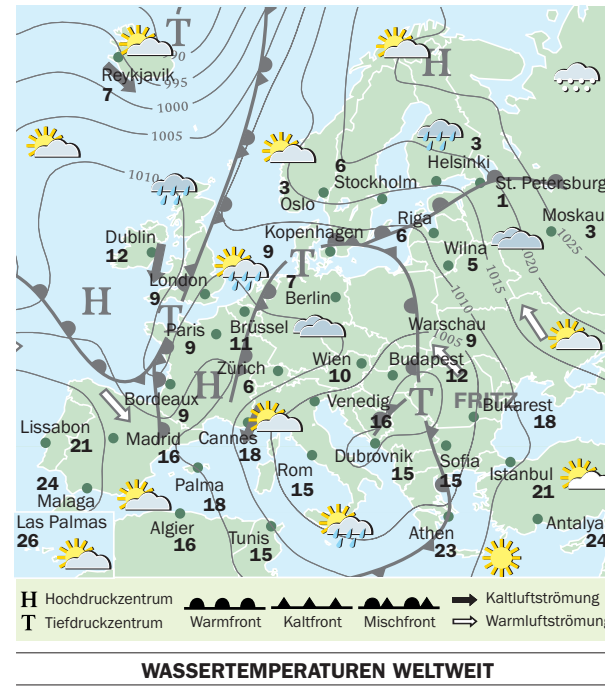 T
H
990
Reykjavik
7
995
1000
1005
1010
3
Helsinki
6
Stockholm
3
Oslo
St. Petersburg
1
Riga
6
Moskau
3
1025
1020
1015
1010
1005
Dublin
12
Kopenhagen
9
T
7
Wilna
5
London
9
Berlin
H
T
Paris
9
Brüssel
11
Warschau
9
Zürich
6
Wien
10
Budapest
12
H
T
FRITZ
Bordeaux
9
Venedig
16
Bukarest
18
Lissabon
21
Madrid
16
Cannes
18
Rom
15
Dubrovnik
15
Sofia
15
Istanbul
21
24
Malaga
Palma
18
Las Palmas
26
Algier
16
Tunis
15
Athen
23
Antalya
24
H Hochdruckzentrum
T Tiefdruckzentrum
Warmfront
Kaltfront
Mischfront
Kaltluftströmung
Warmluftströmung
WASSERTEMPERATUREN WELTWEIT